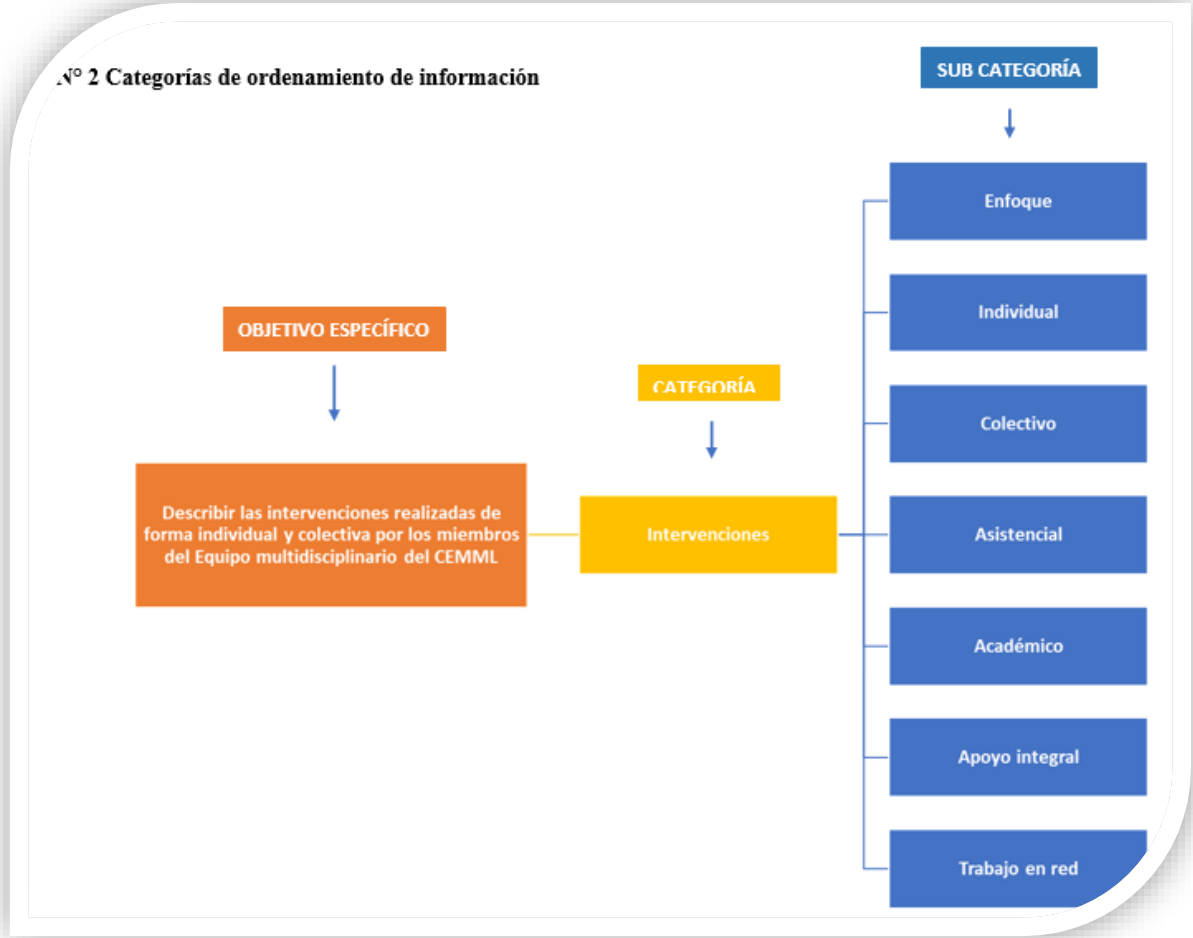 N° 2 Categorías de ordenamiento de información
SUB CATEGORÍA
Enfoque
Individual
OBJETIVO ESPECÍFICO
CATEGORÍA
Colectivo
Describir las intervenciones realizadas de
forma individual y colectiva por los miembros
del Equipo multidisciplinario del CEMML
Intervenciones
Asistencial
Académico
Apoyo integral
Trabajo en red